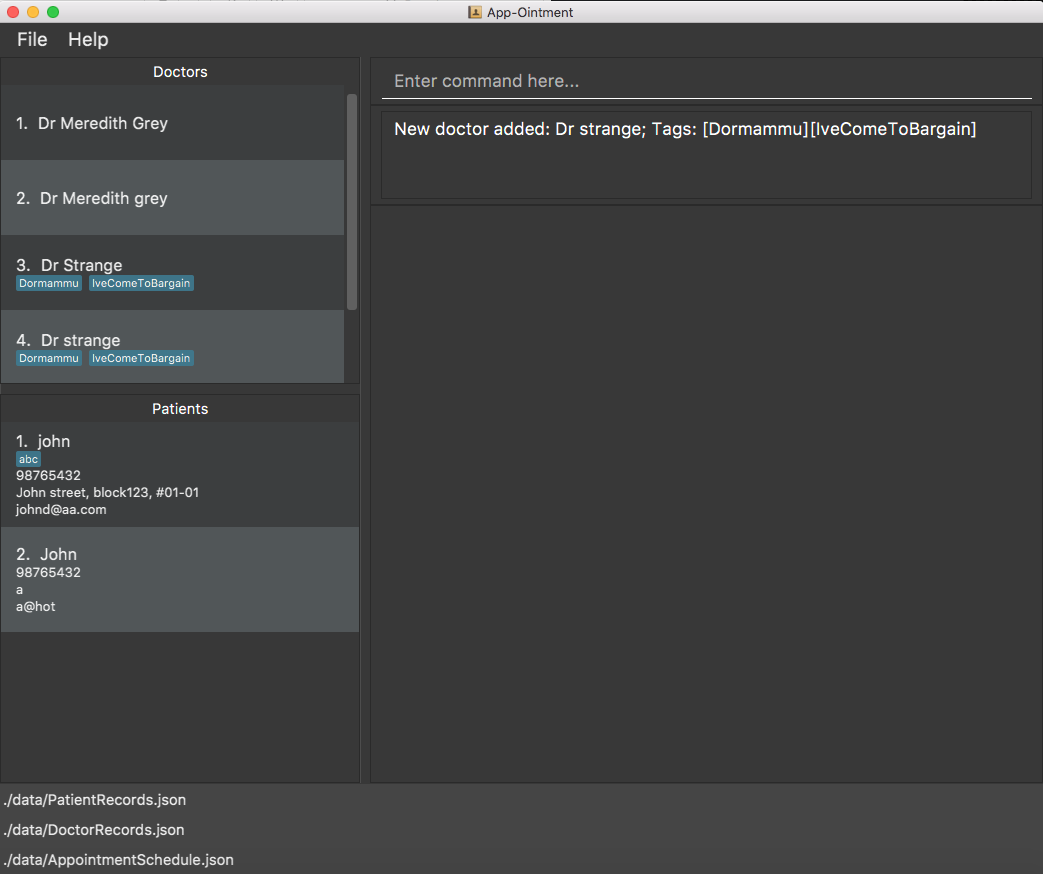 App-Ointment
File Help
Doctors
1. Dr Meredith Grey
2. Dr Meredith grey
3. Dr Strange
Dormammu IveComeToBargain
4. Dr strange
Dormammu IveComeToBargain
Patients
1. john
abc
98765432
John street, block123, #01-01
johnd@aa.com
2. John
98765432
a
a@hot
Enter command here...
New doctor added: Dr strange; Tags: [Dormammu][IveComeToBargain]
./data/PatientRecords.json
./data/DoctorRecords.json
./data/AppointmentSchedule.json